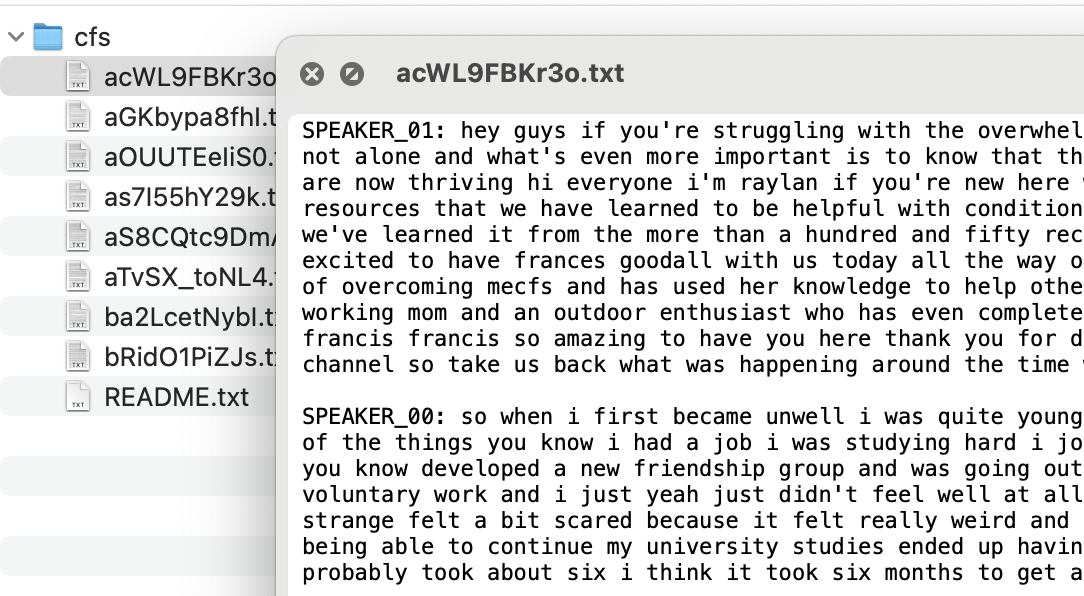 cfs
acWL9FBKr3o
aGKbypa8fhI.t
aOUUTEeliS0.
as7I55hY29k.t
aS8CQtc9Dm
aTvSX_toNL4.
ba2LcetNybI.t
bRidO1PiZJs.t
README.txt
acWL9FBKr3o.txt
SPEAKER_01: hey guys if you're struggling with the overwhel
not alone and what's even more important is to know that th
are now thriving hi everyone i'm raylan if you're new here
resources that we have learned to be helpful with condition
we've learned it from the more than a hundred and fifty rec
excited to have frances goodall with us today all the way o
of overcoming mecfs and has used her knowledge to help othe
working mom and an outdoor enthusiast who has even complete
francis francis so amazing to have you here thank you for d
channel so take us back what was happening around the time
SPEAKER_00: so when i first became unwell i was quite young
of the things you know i had a job i was studying hard i jo
you know developed a new friendship group and was going out
voluntary work and i just yeah just didn't feel well at all
strange felt a bit scared because it felt really weird and
being able to continue my university studies ended up havin
probably took about six i think it took six months to get a